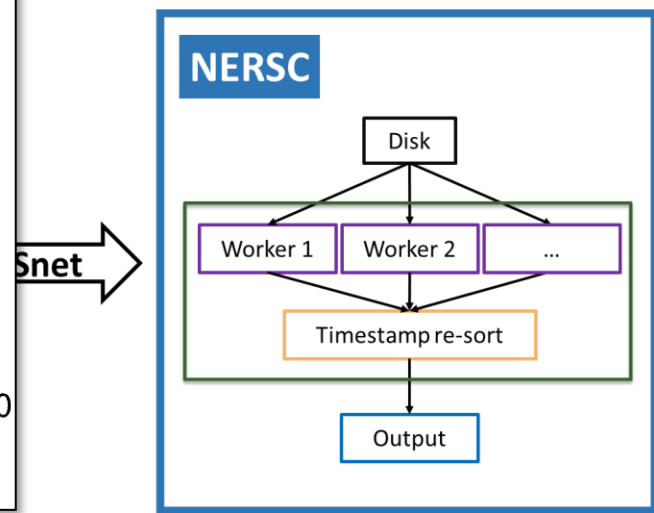 NERSC
Disk
Worker 1 Worker 2 ...
Snet
Timestamp re-sort
0
Output